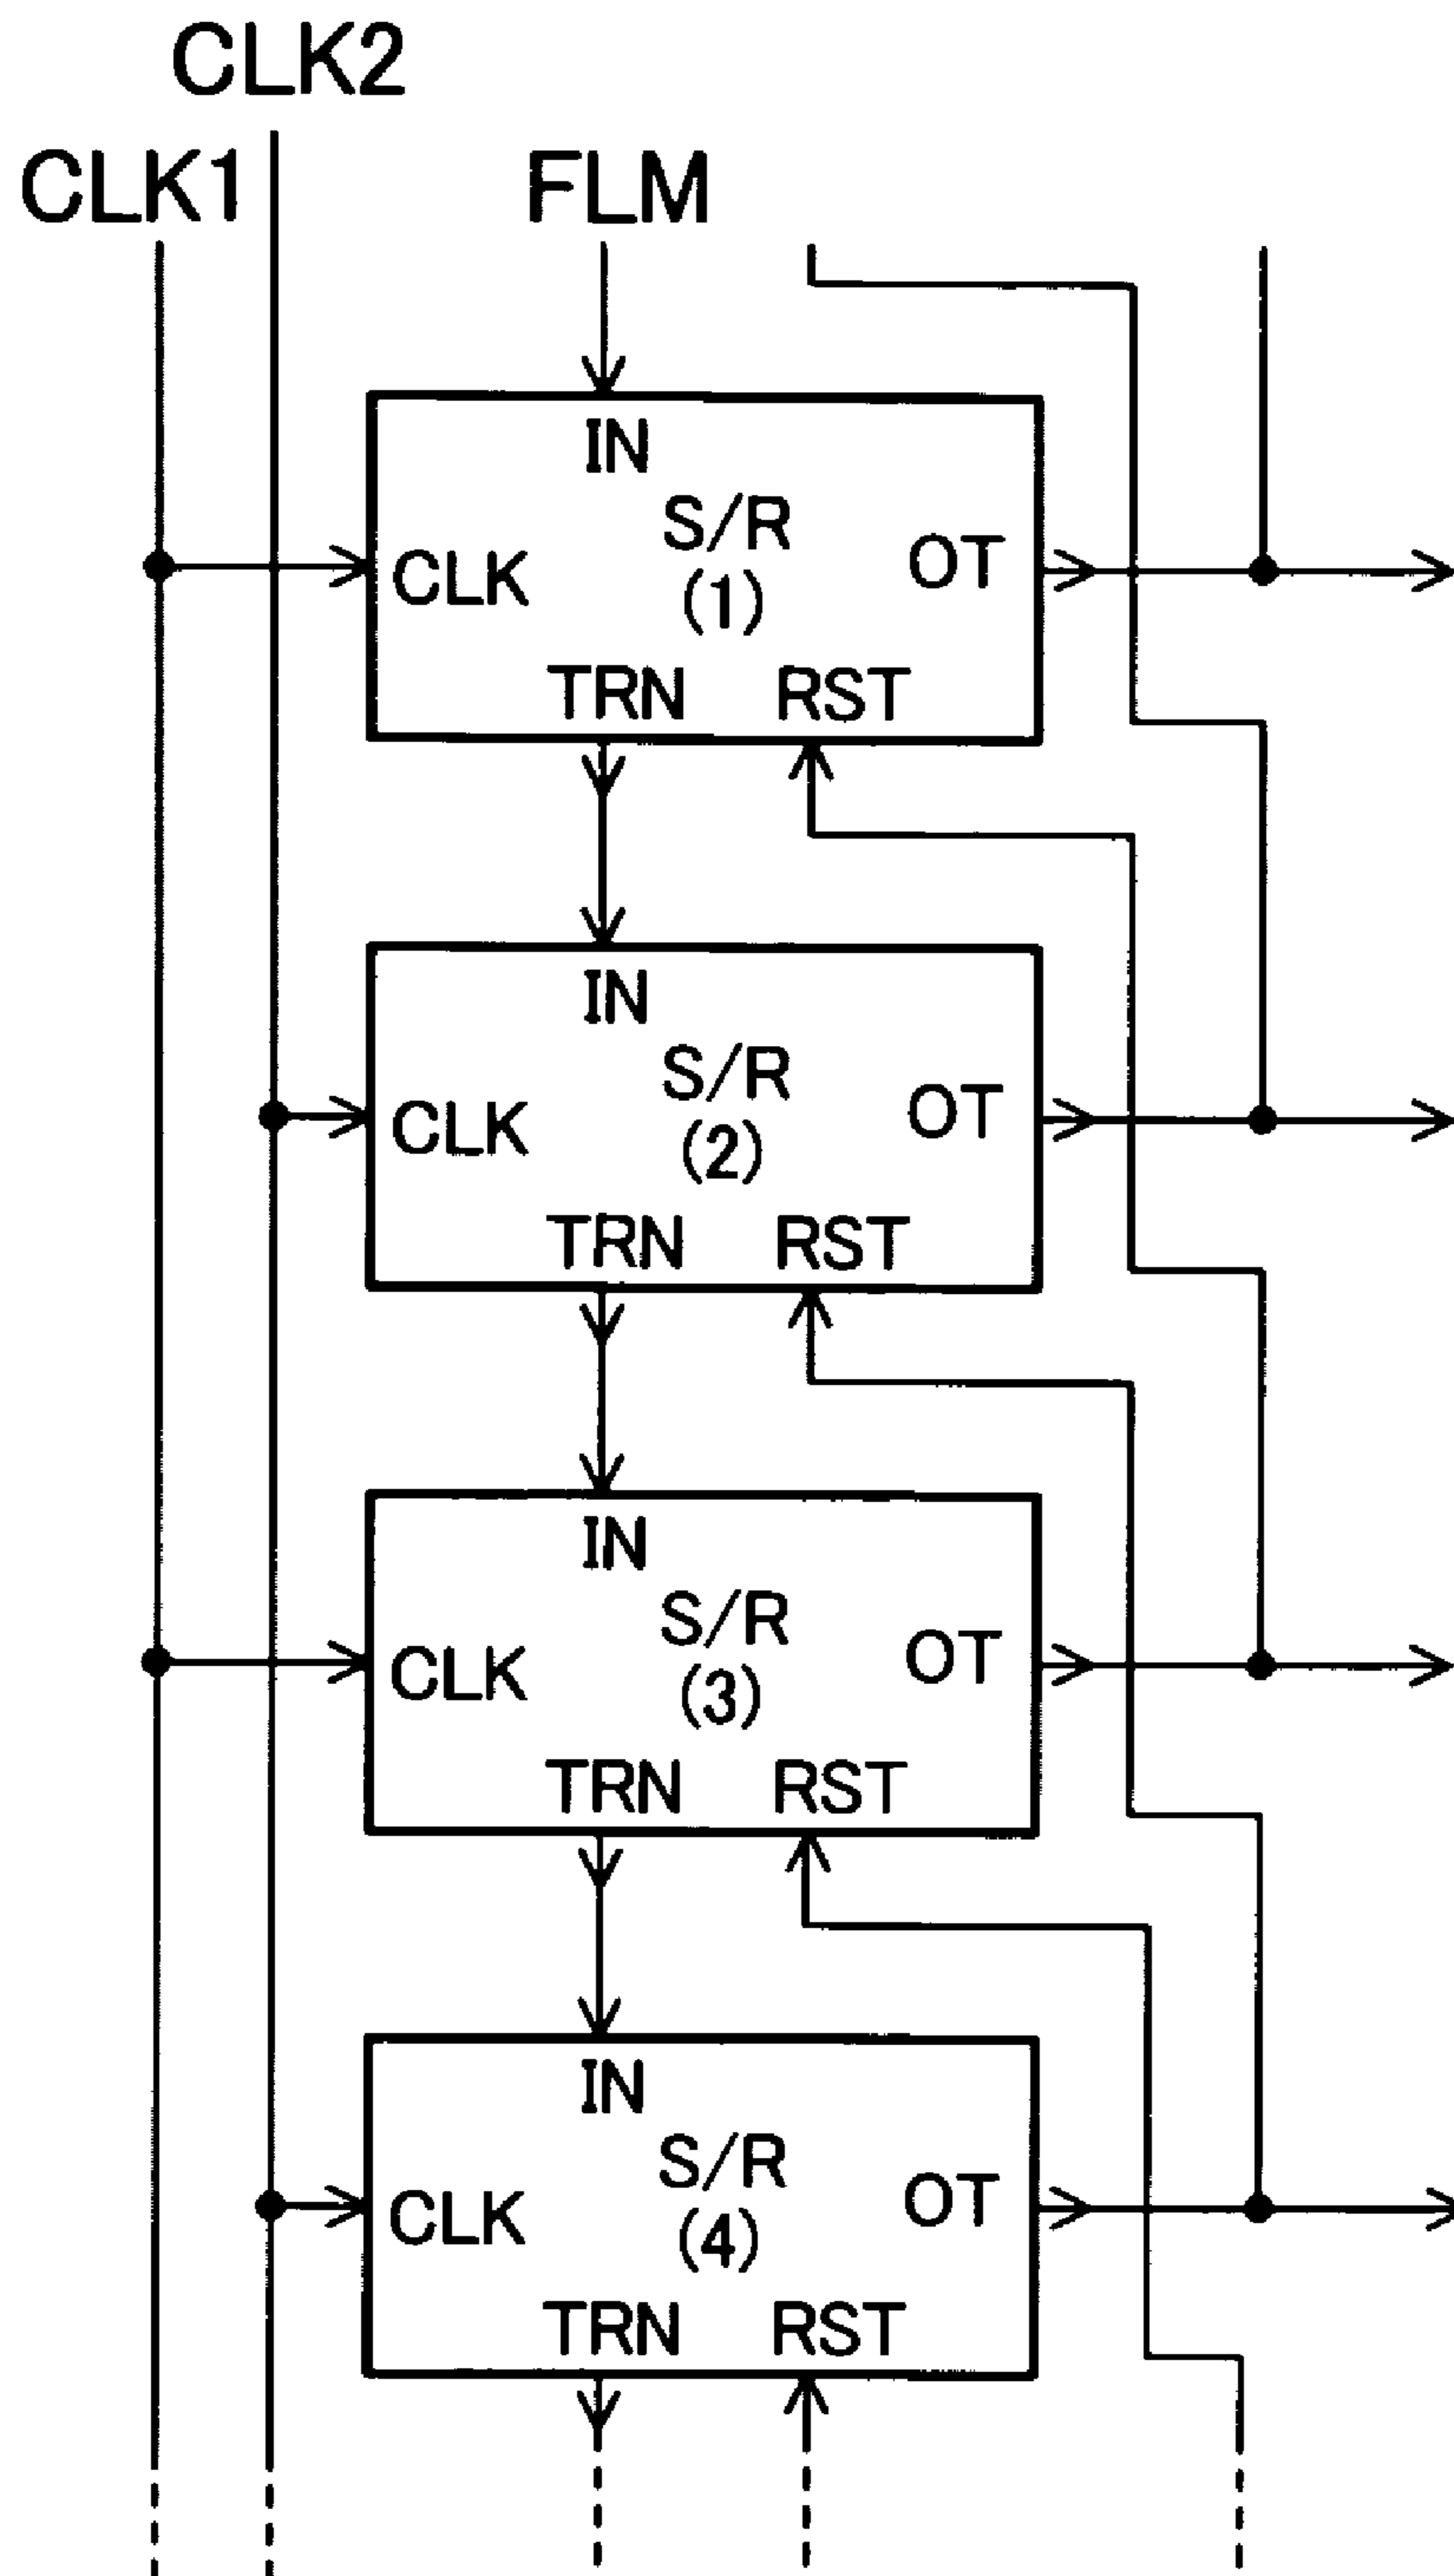 CLK2
CLK1
FLM
IN
S/R
(1)
CLK
OT
TRN
RST
IN
S/R
(2)
CLK
OT
TRN
RST
IN
S/R
(3)
CLK
OT
TRN
RST
IN
S/R
(4)
CLK
OT
TRN
RST